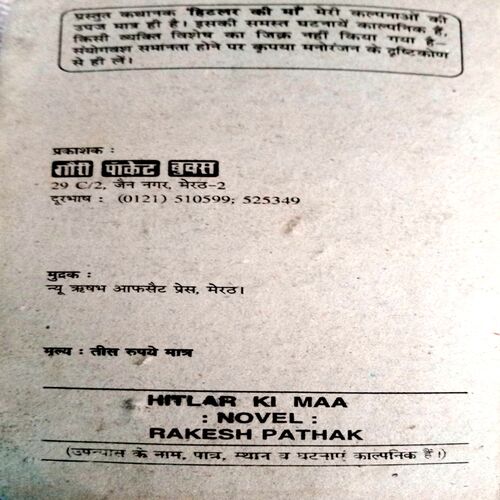 प्रस्तुत कथानक 'हिटलर की माँ' मेरी कल्पनाओं की
उपज मात्र ही है। इसकी समस्त घटनायें काल्पनिक हैं,
किसी व्यक्ति विशेष का जिक्र नहीं किया गया है—
संयोगवश समानता होने पर कृपया मनोरंजन के दृष्टिकोण
से ही लें।
प्रकाशक :
गौरी पॉकेट बुक्स
29 C/2, जैन नगर, मेरठ-2
दूरभाष : (0121) 510599; 525349
मुद्रक :
न्यू ऋषभ आफसैट प्रेस, मेरठ।
मूल्य : तीस रुपये मात्र
HITLAR KI MAA
: NOVEL :
RAKESH PATHAK
(उपन्यास के नाम, पात्र, स्थान व घटनाएं काल्पनिक हैं।)